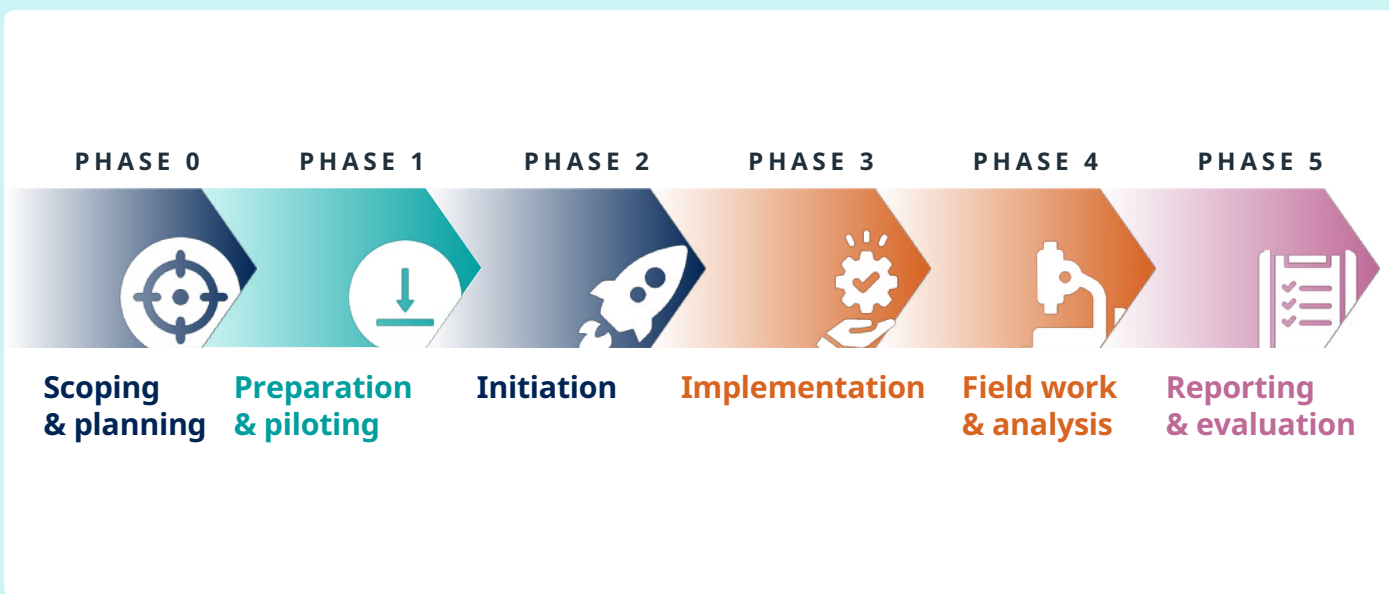 PHASE 0
PHASE 1
PHASE 2
PHASE 3
PHASE 4
PHASE 5
Scoping
& planning
Preparation
& piloting
Initiation
Implementation
Field work
& analysis
Reporting
& evaluation